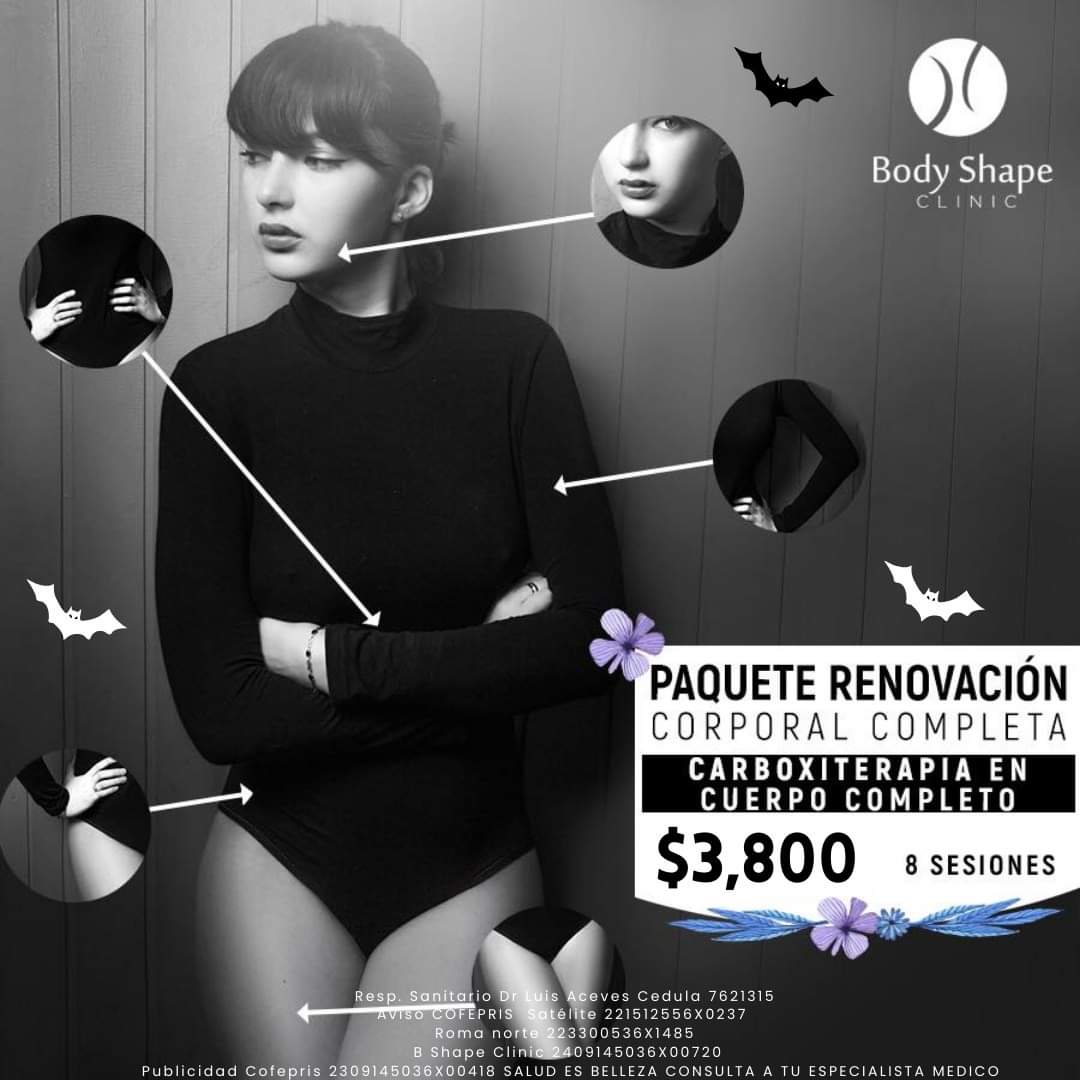 Body Shape
CLINIC
PAQUETE RENOVACIÓN
CORPORAL COMPLETA
CARBOXITERAPIA EN
CUERPO COMPLETO
$3,800 8 SESIONES
Resp. Sanitario Dr Luis Aceves Cedula 7621315
Aviso COFEPRIS Satélite 221512556X0237
Roma norte 223300536X1485
B Shape Clinic 2409145036X00720
Publicidad Cofepris 2309145036X00418 SALUD ES BELLEZA CONSULTA A TU ESPECIALISTA MEDICO